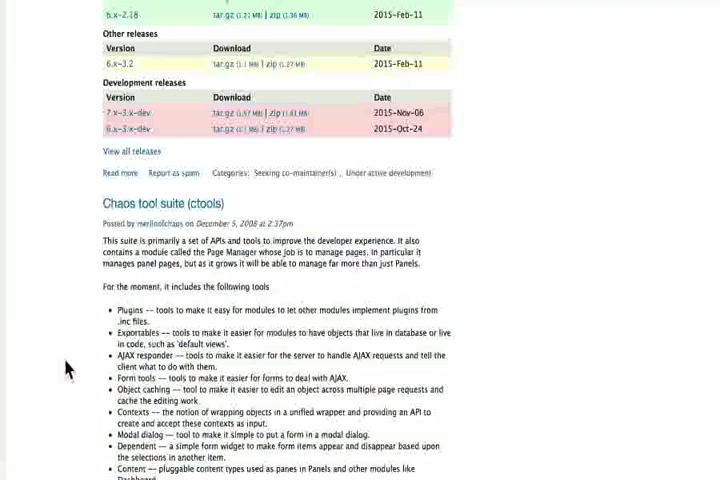 6.x-2.18 tar.gz (1.21 MB) | zip (1.36 MB) 2015-Feb-11
Other releases
Version Download Date
6.x-3.2 tar.gz (1.1 MB) | zip (1.27 MB) 2015-Feb-11
Development releases
Version Download Date
7.x-3.x-dev tar.gz (1.57 MB) | zip (1.81 MB) 2015-Nov-06
6.x-3.x-dev tar.gz (1.1 MB) | zip (1.27 MB) 2015-Oct-24
View all releases
Read more Report as spam Categories: Seeking co-maintainer(s) , Under active development
Chaos tool suite (ctools)
Posted by merlinofchaos on December 5, 2008 at 2:37pm
This suite is primarily a set of APIs and tools to improve the developer experience. It also
contains a module called the Page Manager whose job is to manage pages. In particular it
manages panel pages, but as it grows it will be able to manage far more than just Panels.
For the moment, it includes the following tools
• Plugins -- tools to make it easy for modules to let other modules implement plugins from
.inc files.
• Exportables -- tools to make it easier for modules to have objects that live in database or live
in code, such as 'default views'.
• AJAX responder -- tools to make it easier for the server to handle AJAX requests and tell the
client what to do with them.
• Form tools -- tools to make it easier for forms to deal with AJAX.
• Object caching -- tool to make it easier to edit an object across multiple page requests and
cache the editing work.
• Contexts -- the notion of wrapping objects in a unified wrapper and providing an API to
create and accept these contexts as input.
• Modal dialog -- tool to make it simple to put a form in a modal dialog.
• Dependent -- a simple form widget to make form items appear and disappear based upon
the selections in another item.
• Content -- pluggable content types used as panes in Panels and other modules like
Dashboard.